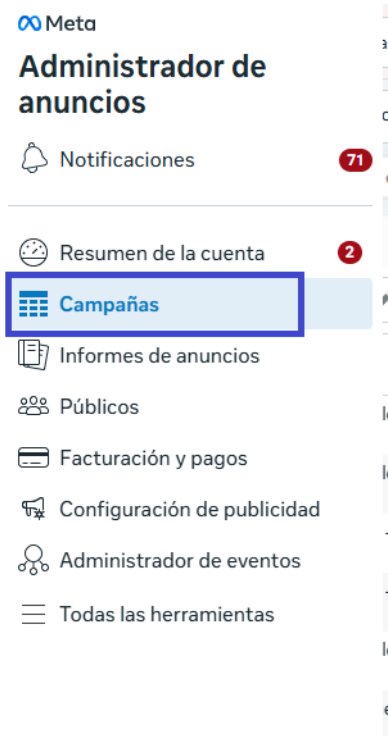 Meta
Administrador de
anuncios
Notificaciones 71
Resumen de la cuenta 2
Campañas
Informes de anuncios
Públicos
Facturación y pagos
Configuración de publicidad
Administrador de eventos
Todas las herramientas